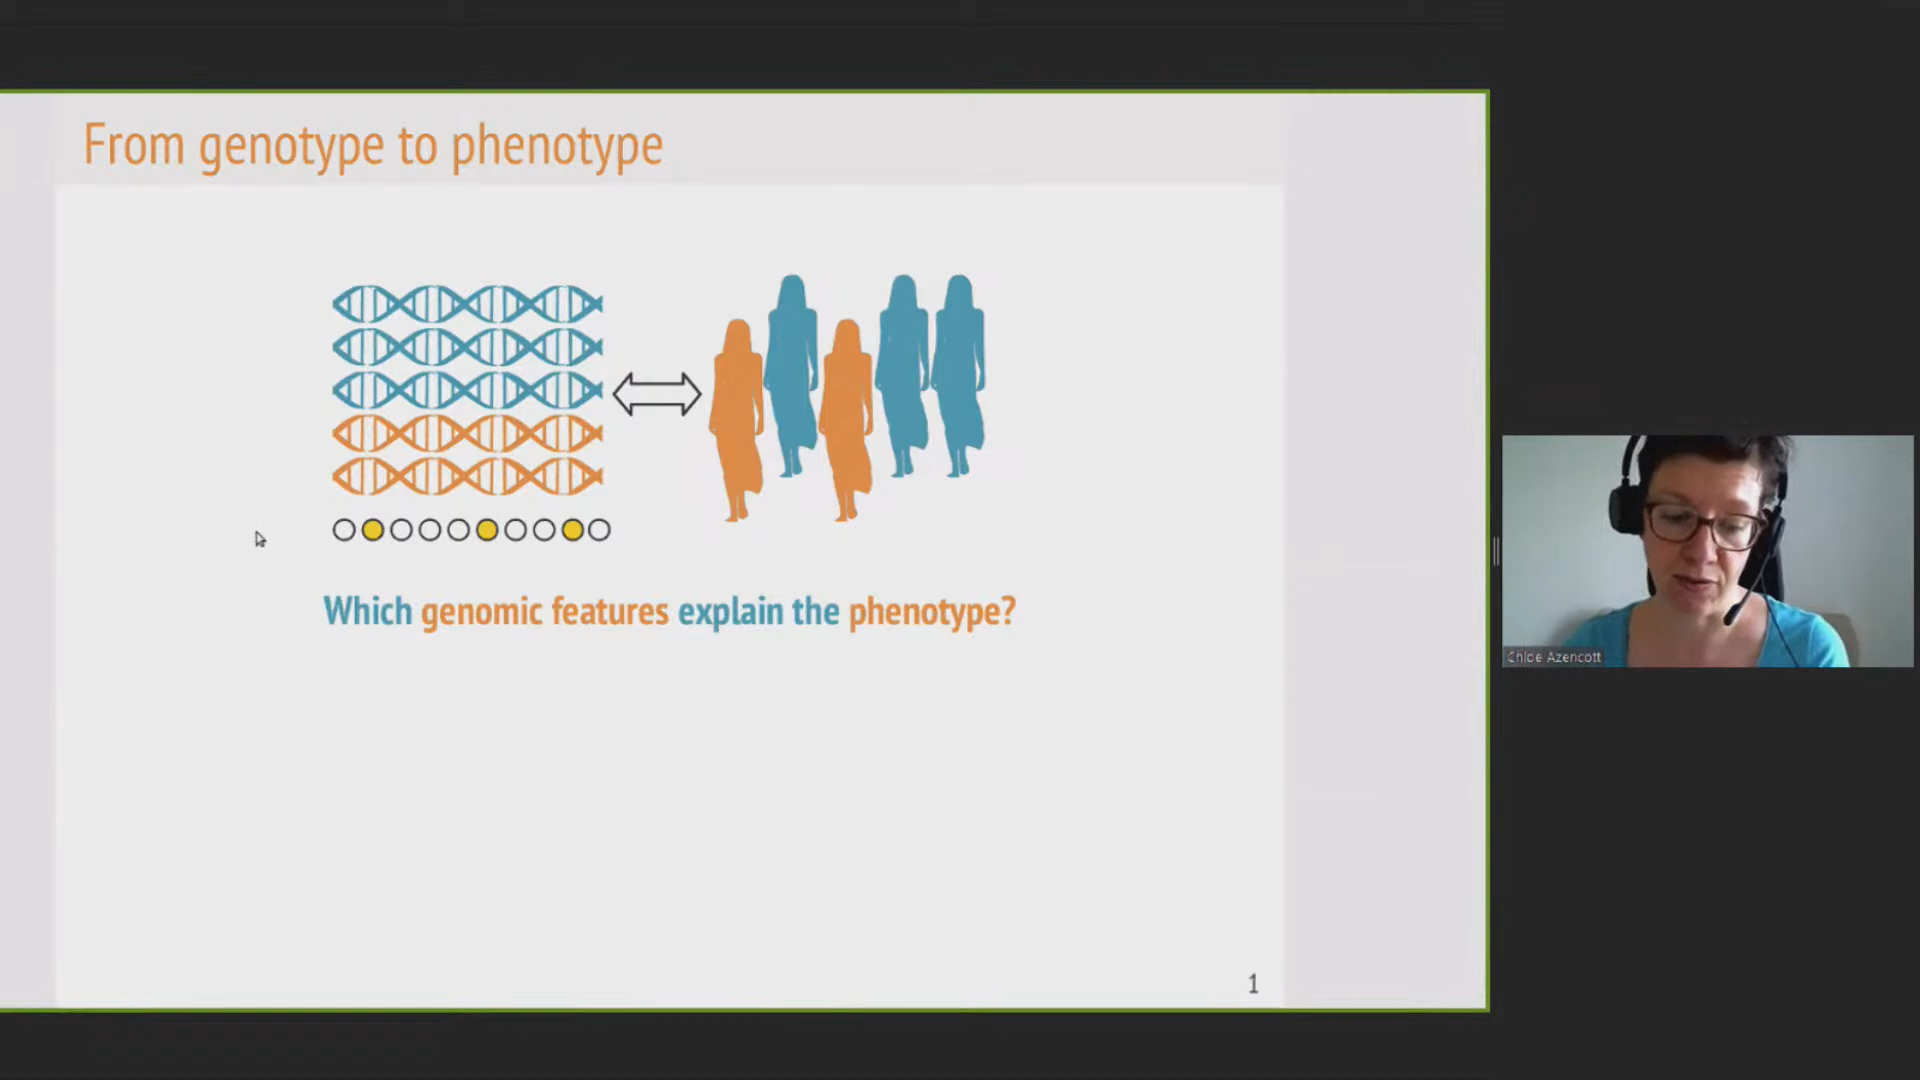 From genotype to phenotype
Which genomic features explain the phenotype?
Chloe Azencott
1